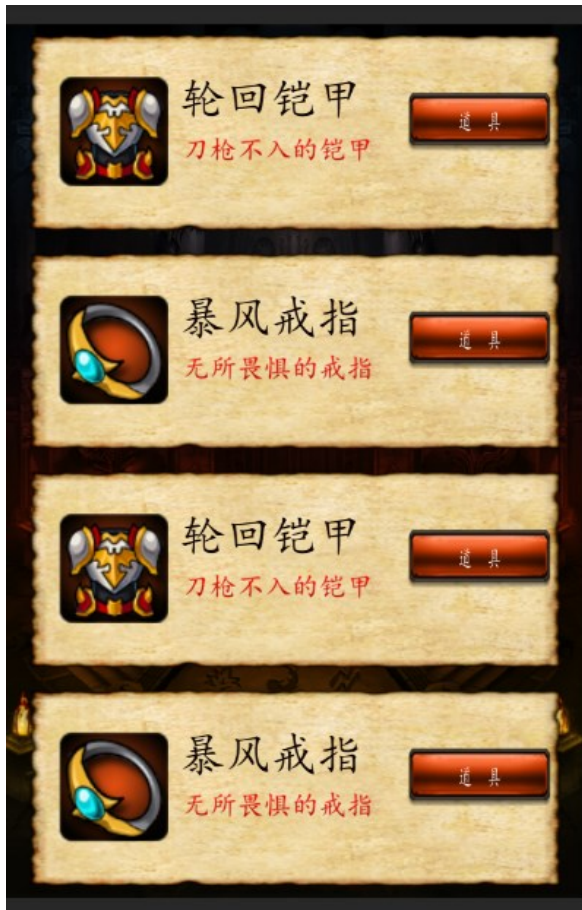 轮回铠甲
刀枪不入的铠甲
道具
暴风戒指
无所畏惧的戒指
道具
轮回铠甲
刀枪不入的铠甲
道具
暴风戒指
无所畏惧的戒指
道具